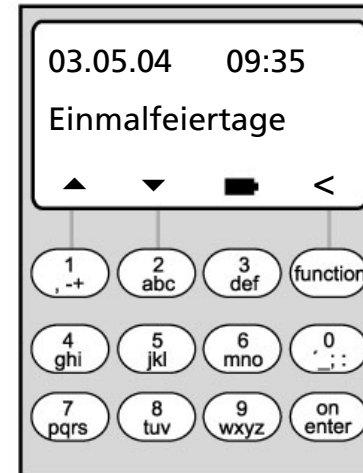 03.05.04 09:35
Einmalfeiertage
<
1 2 3 function
, -+ abc def
4 5 6 0
ghi jkl mno ´_;:
7 8 9 on
pqrs tuv wxyz enter